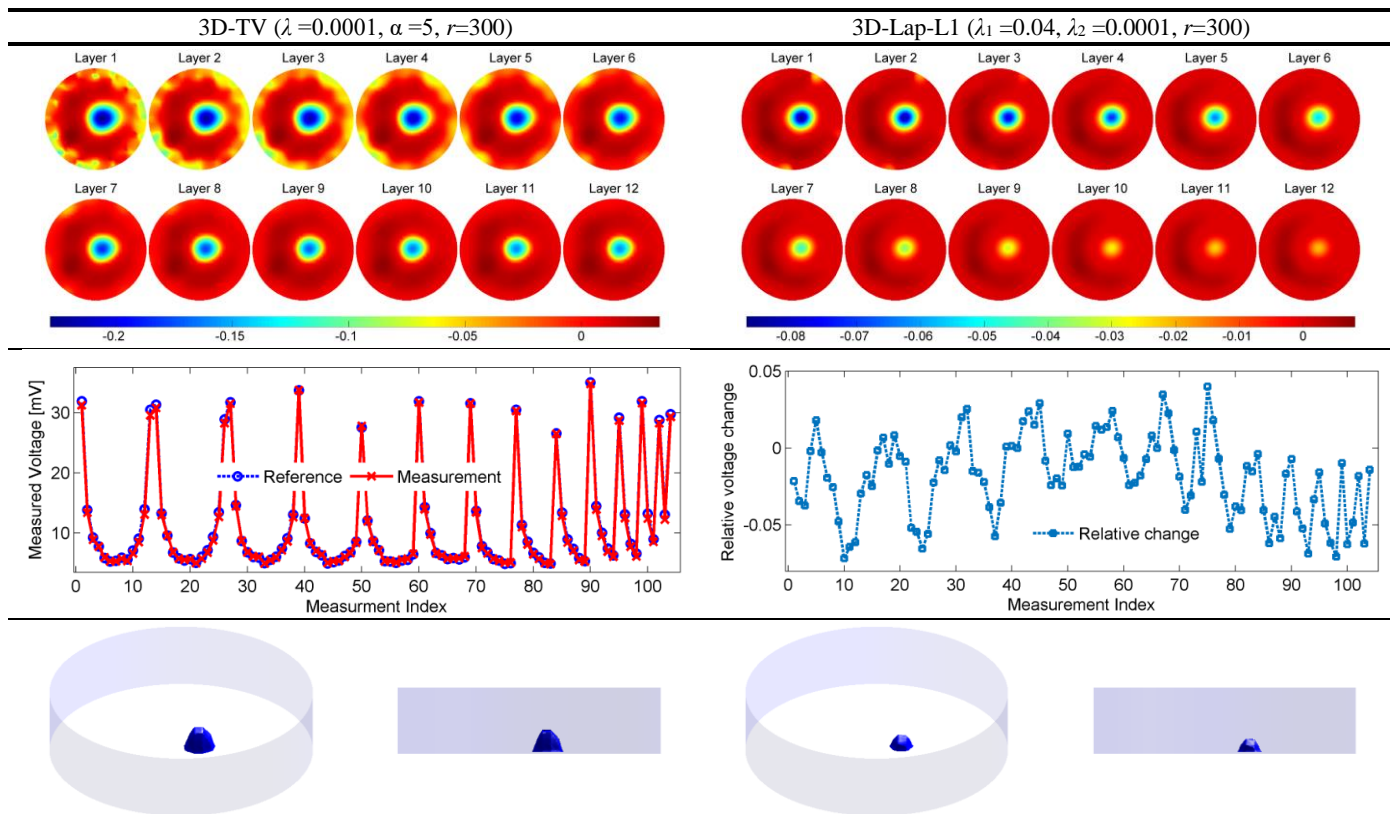 3D-TV (λ =0.0001, α =5, r=300)
3D-Lap-L1 (λ1 =0.04, λ2 =0.0001, r=300)
Layer 1 Layer 2 Layer 3 Layer 4 Layer 5 Layer 6
Layer 7 Layer 8 Layer 9 Layer 10 Layer 11 Layer 12
-0.2 -0.15 -0.1 -0.05 0
Layer 1 Layer 2 Layer 3 Layer 4 Layer 5 Layer 6
Layer 7 Layer 8 Layer 9 Layer 10 Layer 11 Layer 12
-0.08 -0.07 -0.06 -0.05 -0.04 -0.03 -0.02 -0.01 0
Measured Voltage [mV]
30
20
10
Reference Measurement
0 10 20 30 40 50 60 70 80 90 100
Measurment Index
Relative voltage change
0.05
0
-0.05
Relative change
0 10 20 30 40 50 60 70 80 90 100
Measurement Index